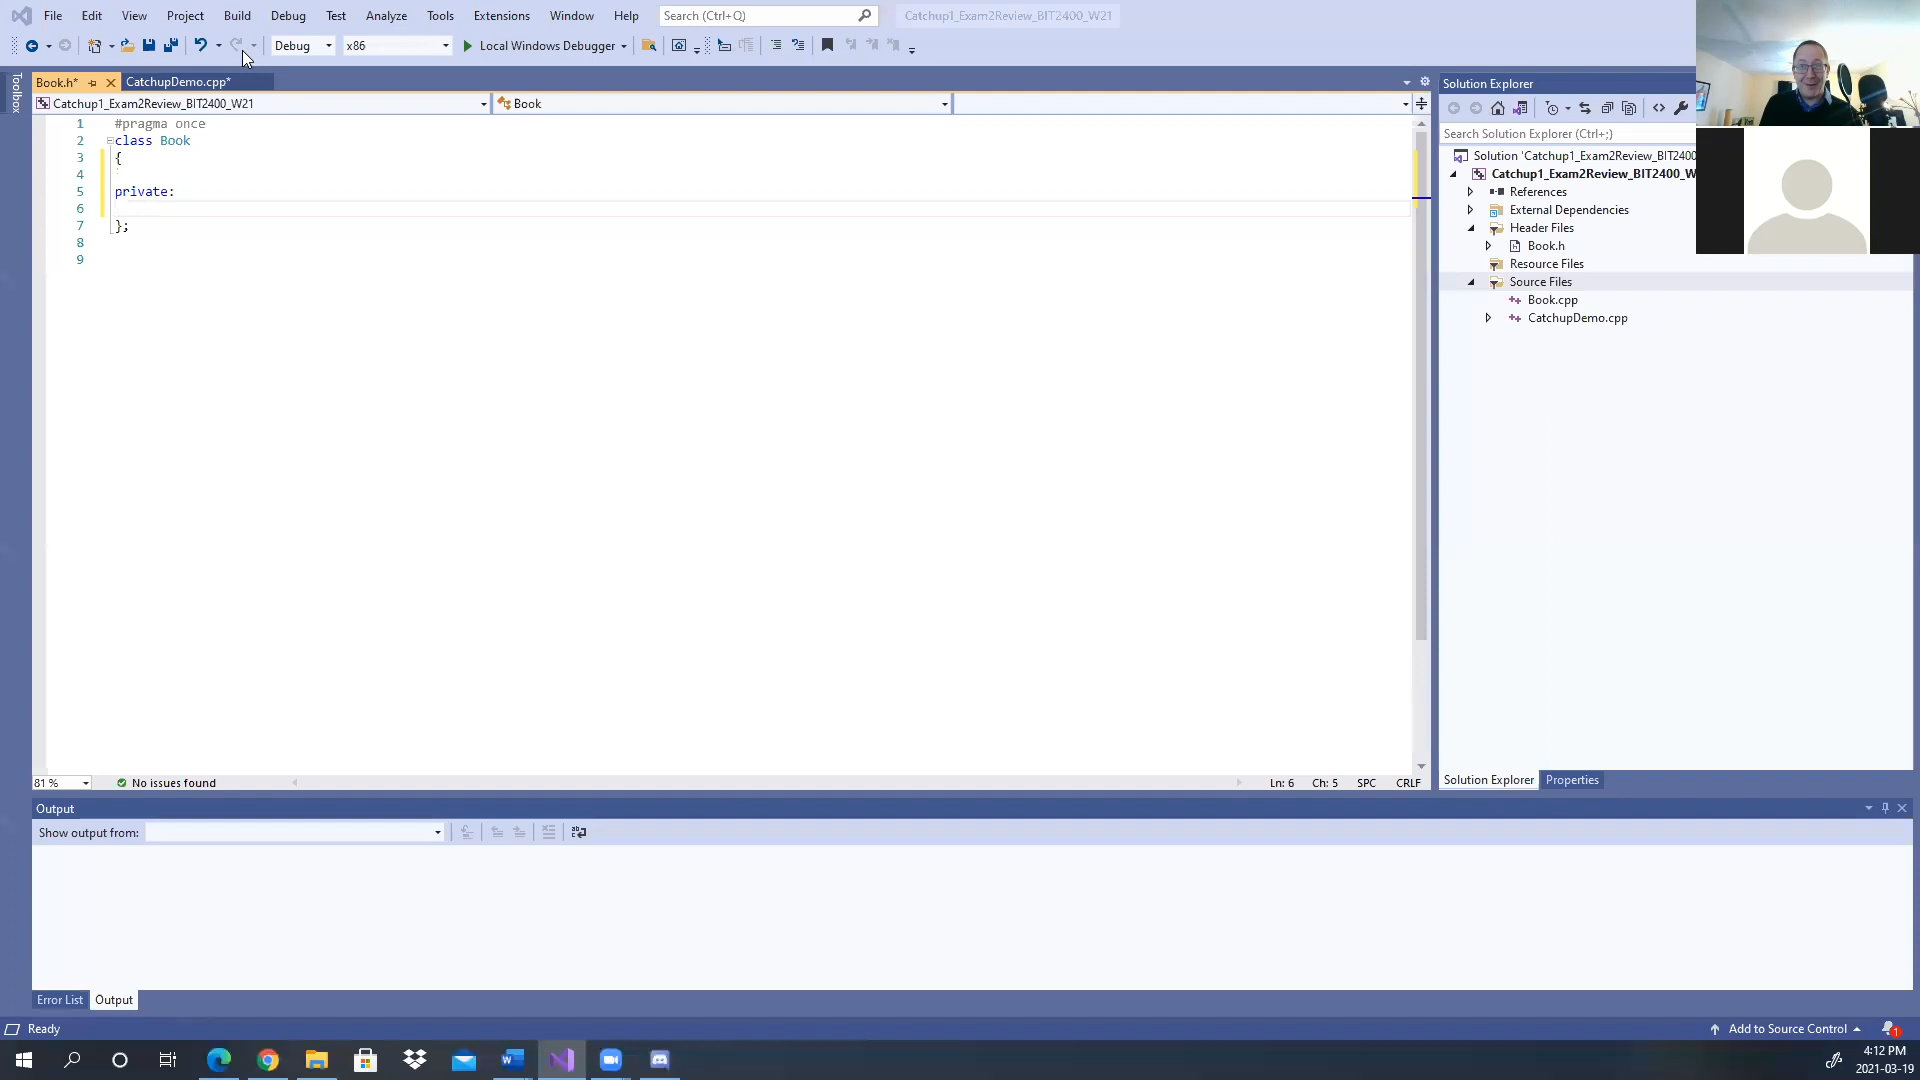 File Edit View Project Build Debug Test Analyze Tools Extensions Window Help Search (Ctrl+Q) Catchup1_Exam2Review_BIT2400_W21
Debug x86 Local Windows Debugger
Toolbox
Book.h* CatchupDemo.cpp*
Catchup1_Exam2Review_BIT2400_W21 Book
1 #pragma once
2 class Book
3 {
4
5 private:
6
7 };
8
9
81 % No issues found Ln: 6 Ch: 5 SPC CRLF
Solution Explorer
Search Solution Explorer (Ctrl+;)
Solution 'Catchup1_Exam2Review_BIT2400
Catchup1_Exam2Review_BIT2400_W
References
External Dependencies
Header Files
Book.h
Resource Files
Source Files
Book.cpp
CatchupDemo.cpp
Solution Explorer Properties
Output
Show output from:
Error List Output
Ready
Add to Source Control 1
4:12 PM
2021-03-19